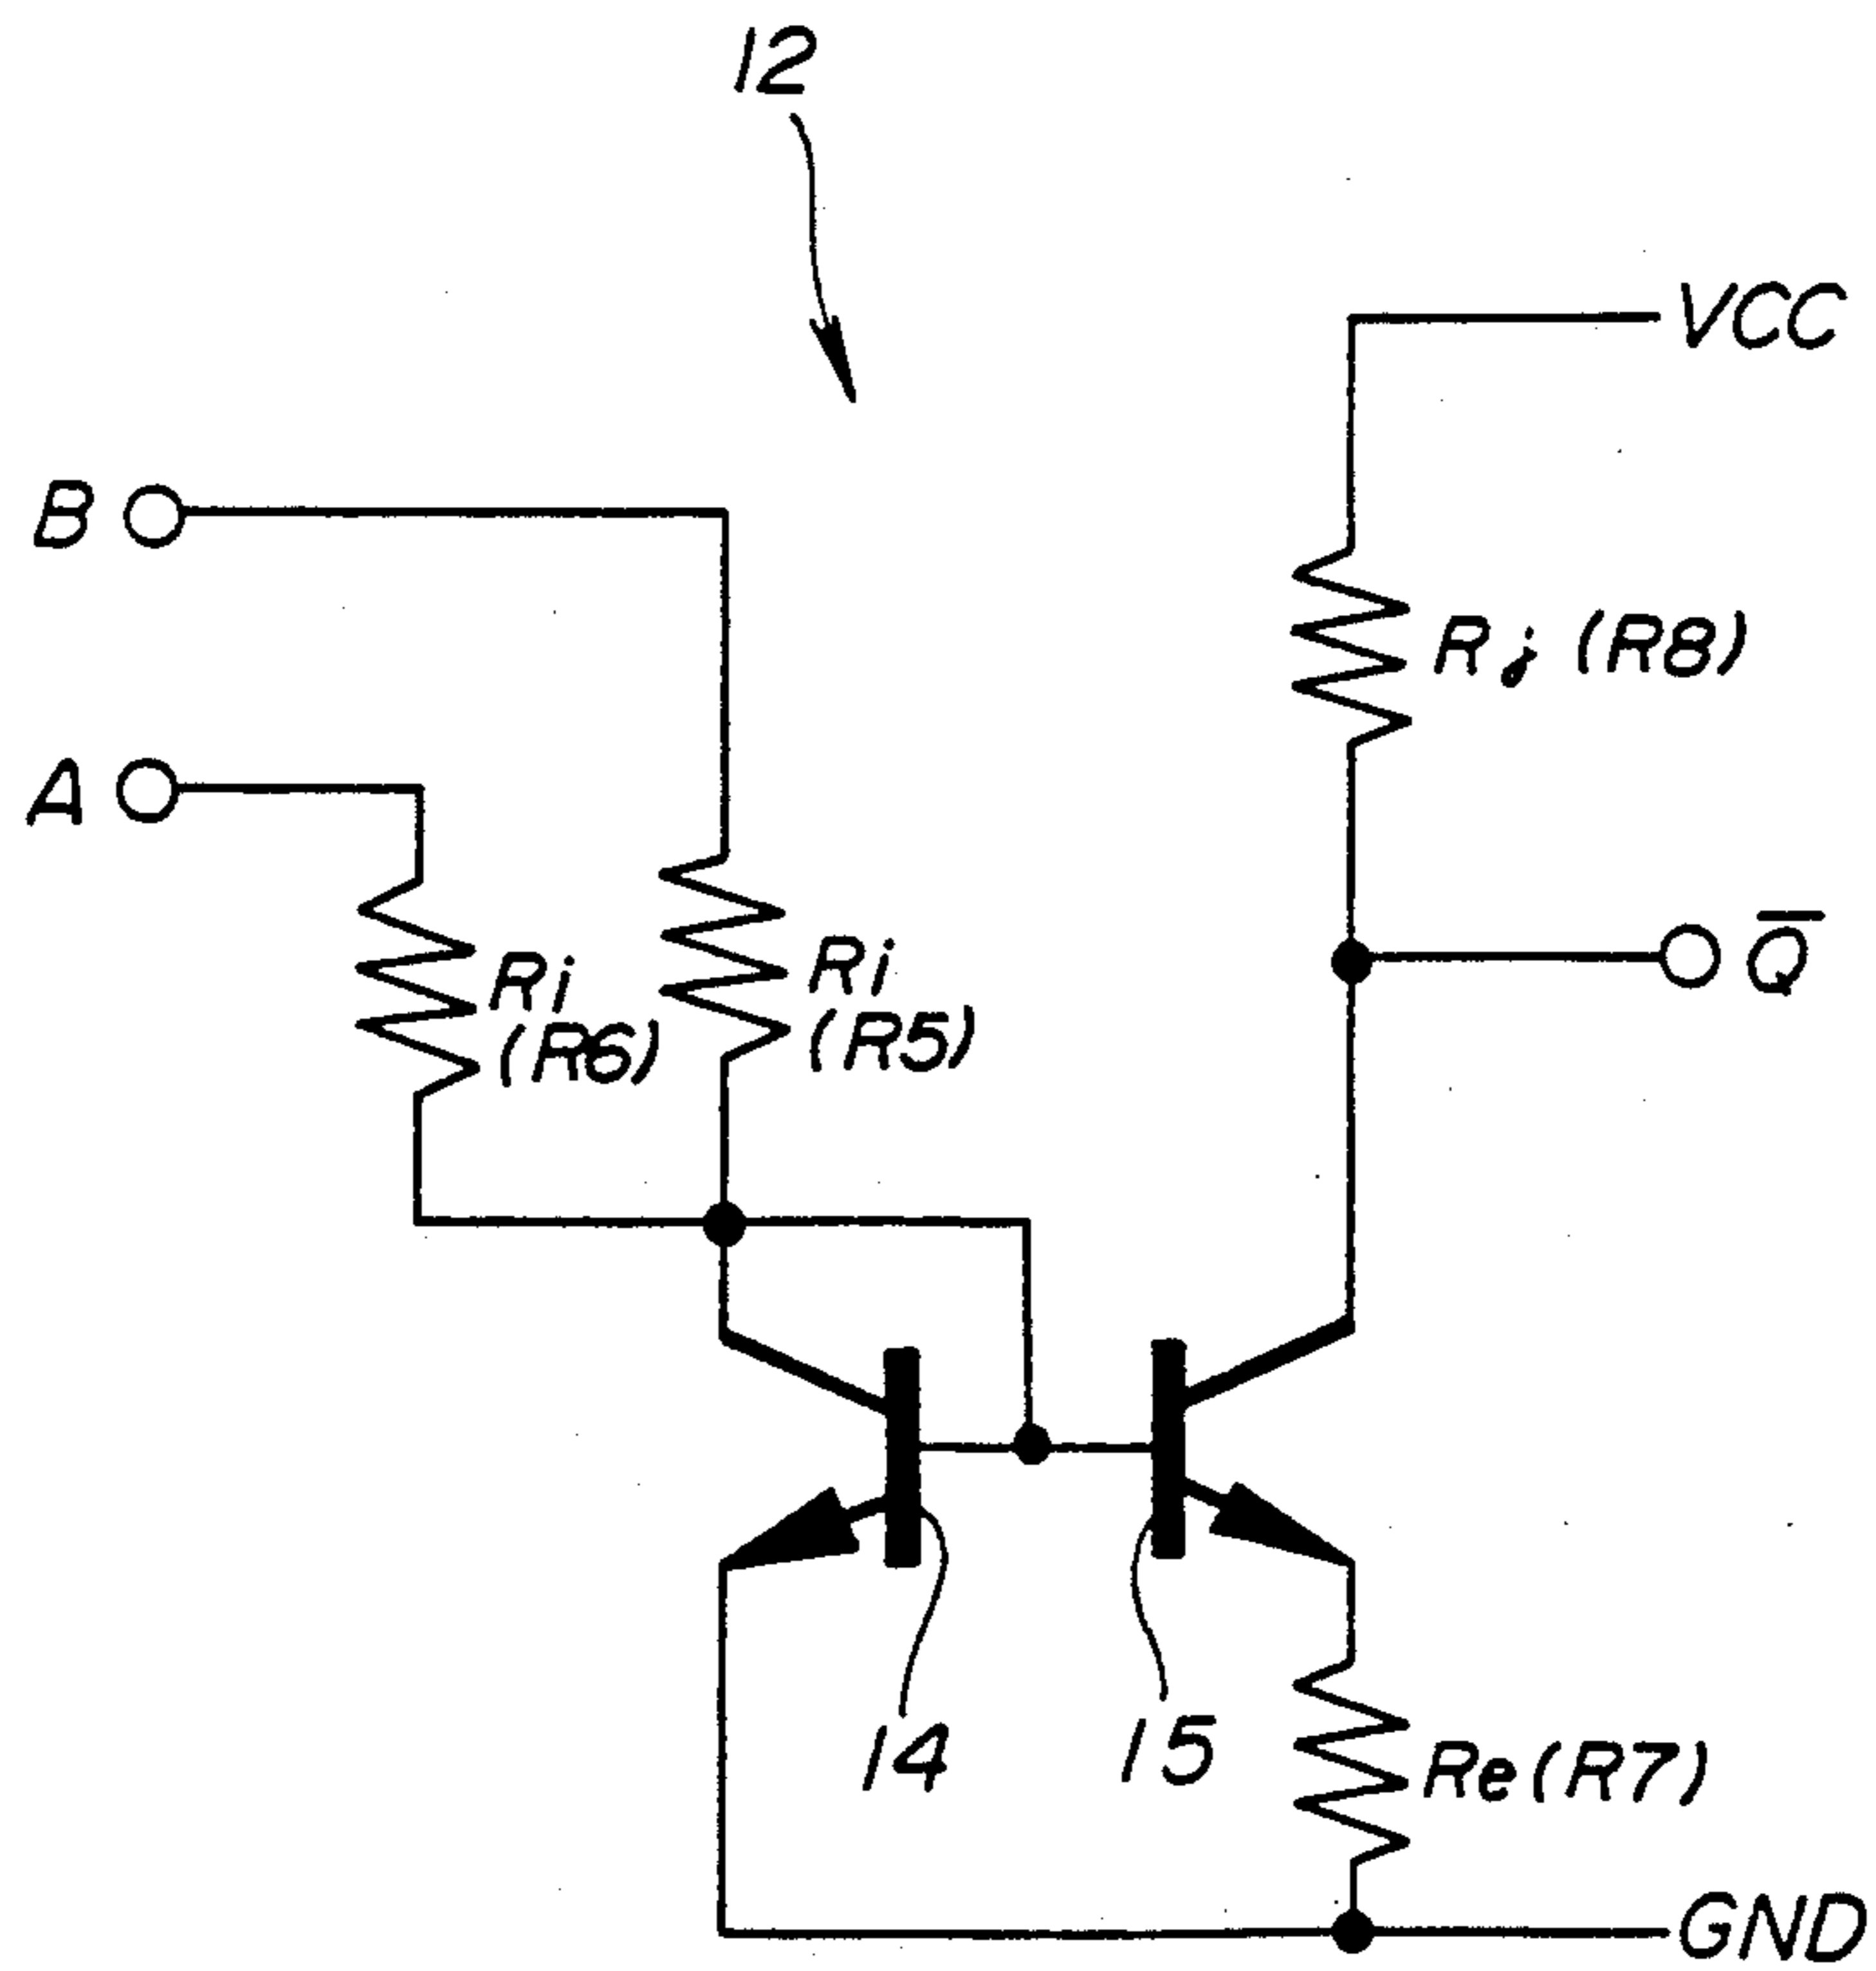 12
VCC
B
Rj (R8)
A
Q̅
Ri
(R6)
Ri
(R5)
14
15
Re (R7)
GND